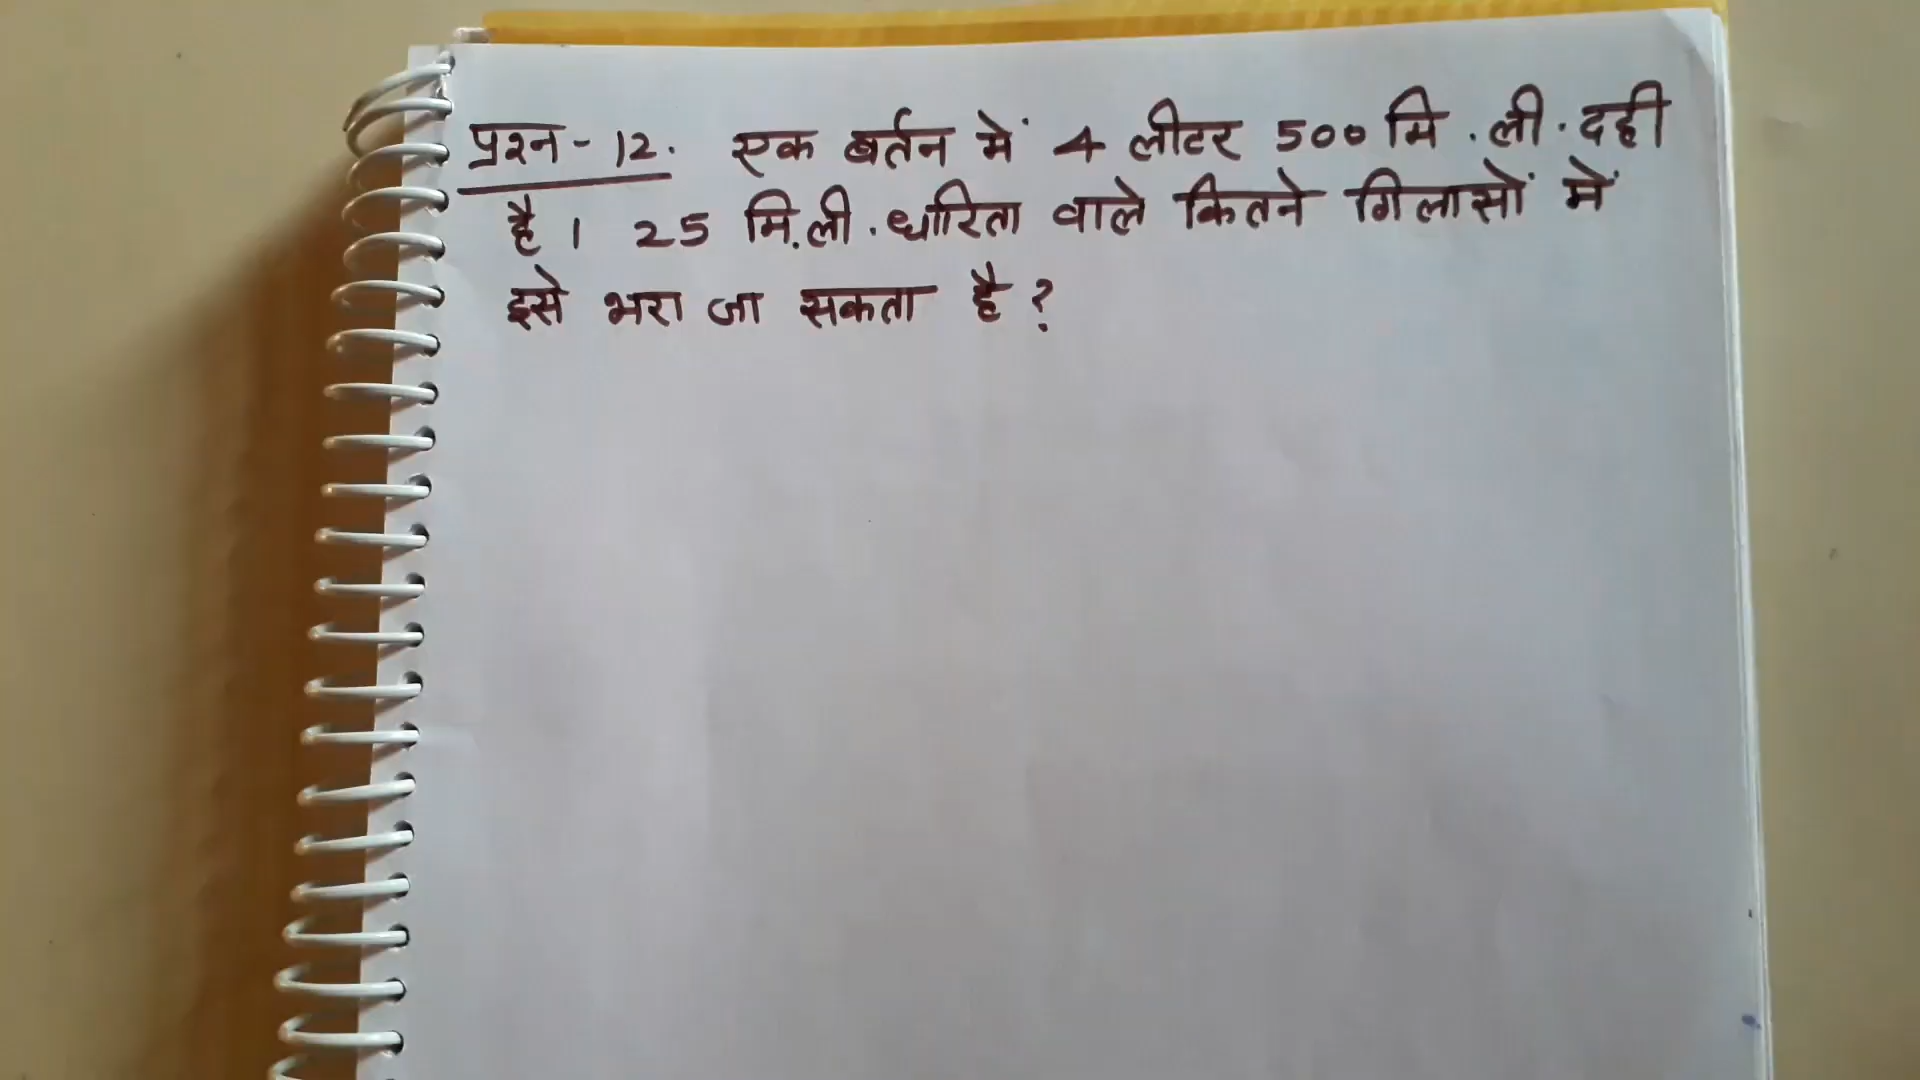 प्रश्न - 12. एक बर्तन में 4 लीटर 500 मि.ली. दही
है। 25 मि.ली. धारिता वाले कितने गिलासों में
इसे भरा जा सकता है?